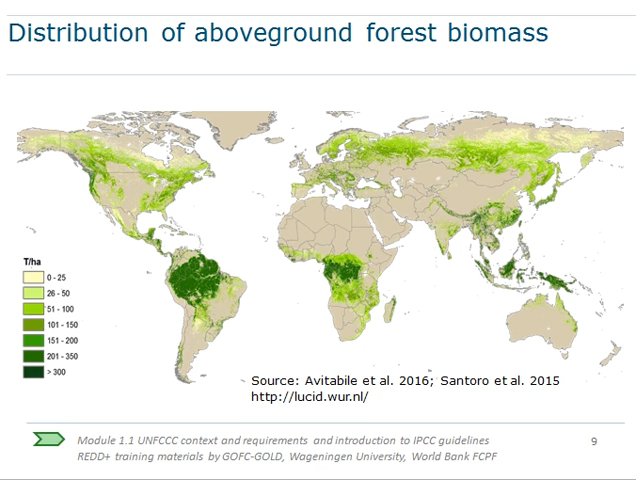 Distribution of aboveground forest biomass
T/ha
0 - 25
26 - 50
51 - 100
101 - 150
151 - 200
201 - 350
> 300
Source: Avitabile et al. 2016; Santoro et al. 2015
http://lucid.wur.nl/
Module 1.1 UNFCCC context and requirements and introduction to IPCC guidelines
REDD+ training materials by GOFC-GOLD, Wageningen University, World Bank FCPF
9